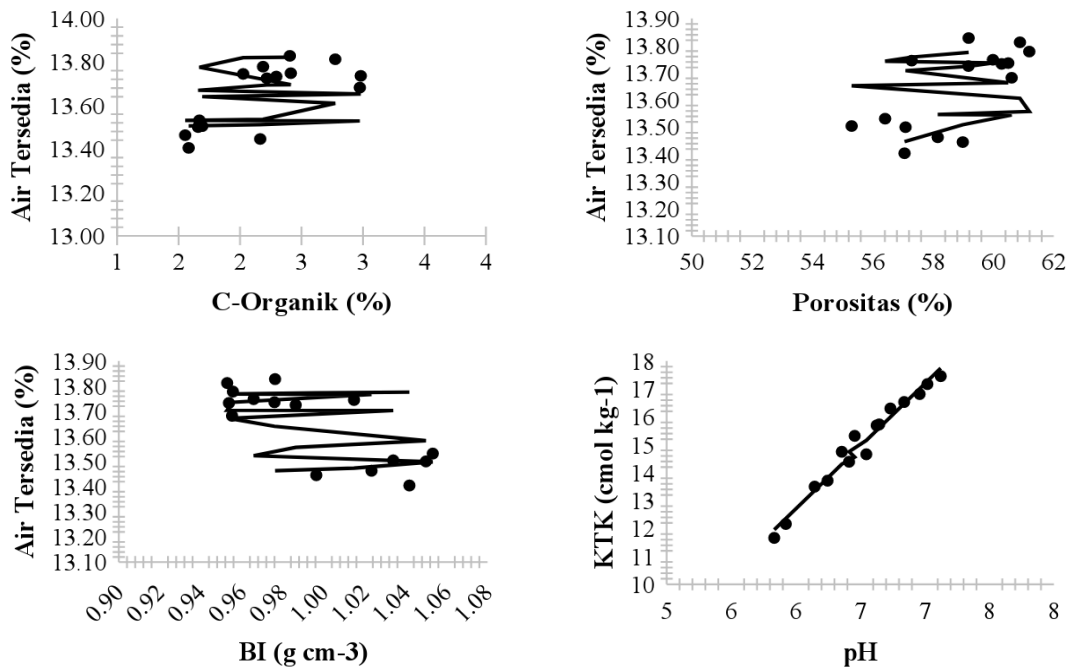 Air Tersedia (%)
14.00
13.80
13.60
13.40
13.20
13.00
1 2 2 3 3 4 4
C-Organik (%)
Air Tersedia (%)
13.90
13.80
13.70
13.60
13.50
13.40
13.30
13.20
13.10
50 52 54 56 58 60 62
Porositas (%)
Air Tersedia (%)
13.90
13.80
13.70
13.60
13.50
13.40
13.30
13.20
13.10
0.90 0.92 0.94 0.96 0.98 1.00 1.02 1.04 1.06 1.08
BI (g cm-3)
KTK (cmol kg-1)
18
17
16
15
14
13
12
11
10
5 6 6 7 7 8 8
pH